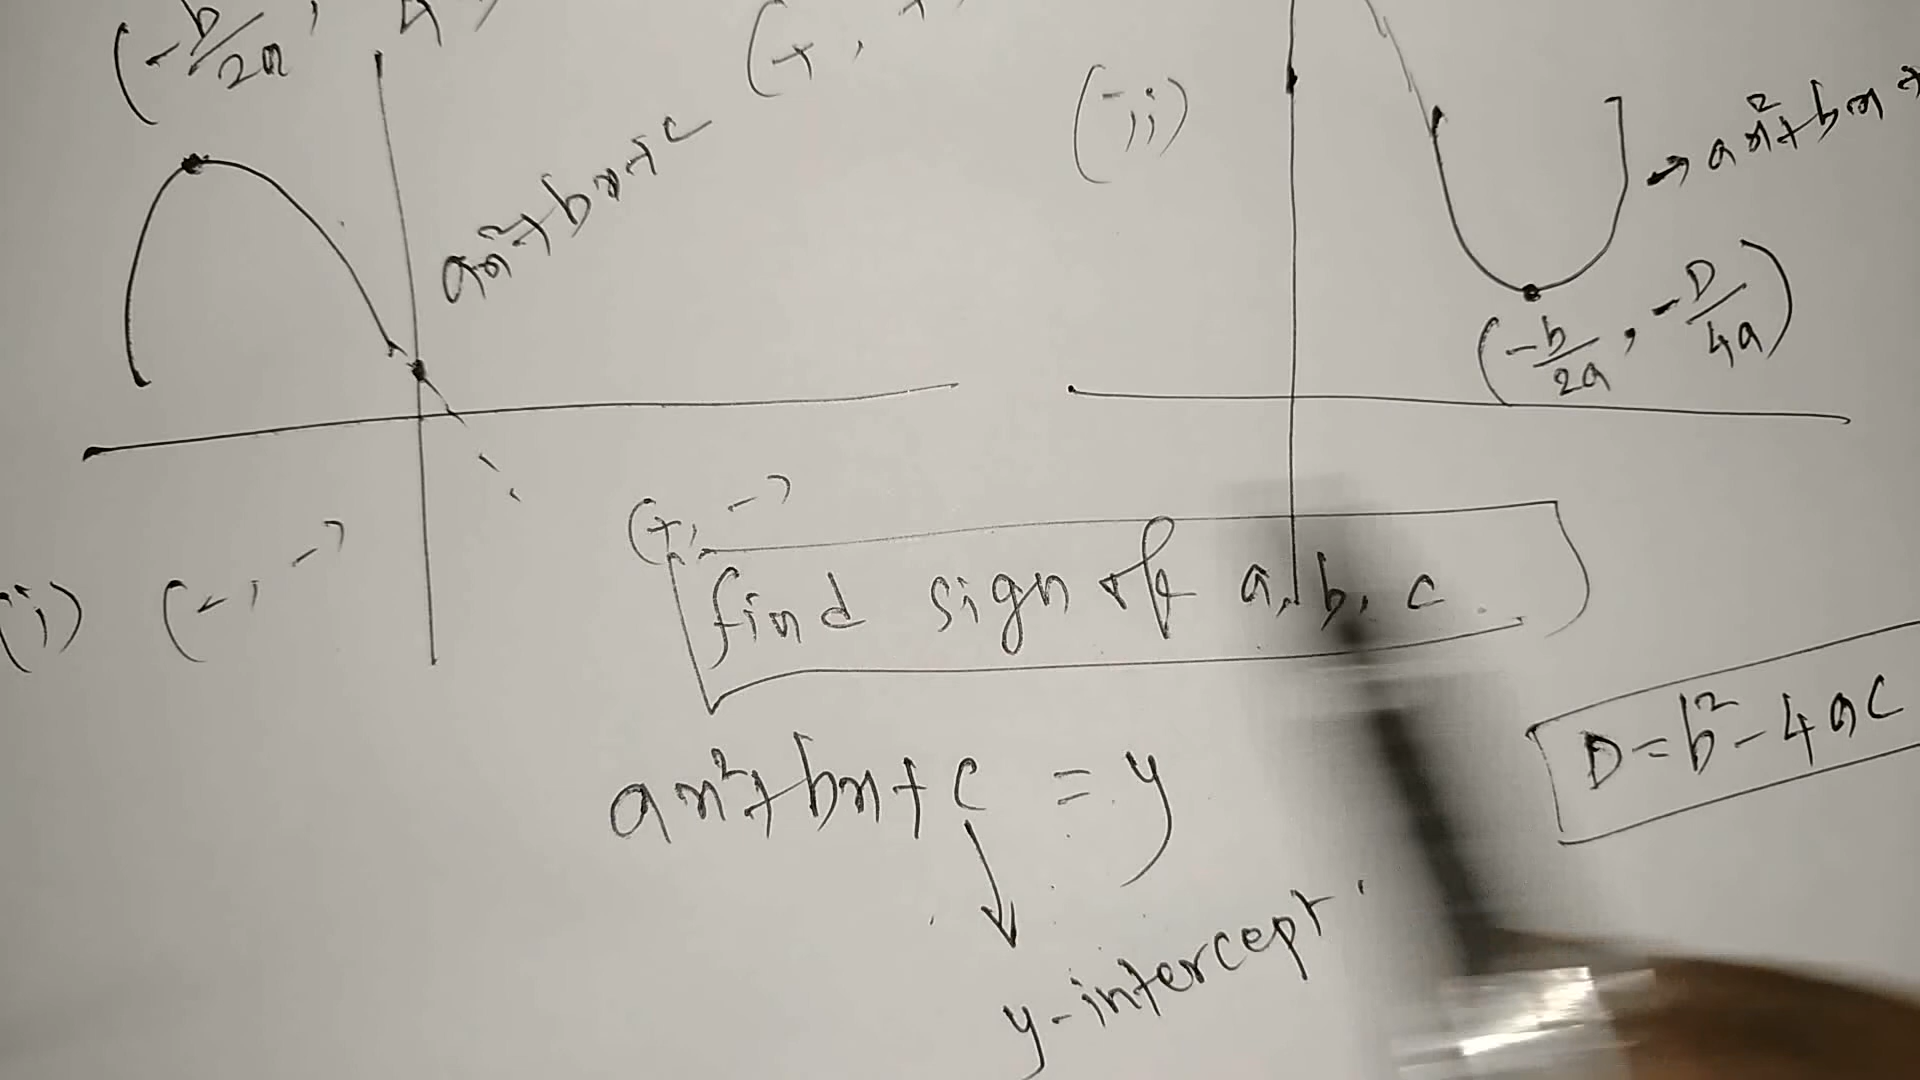 (-b/2a,
(+,
ax²+bx+c
(ii)
ax²+bx+
(-b/2a, -D/4a)
(i)
(-, -)
(+, -)
find sign of a, b, c.
D=b²-4ac
ax²+bx+c = y
y-intercept